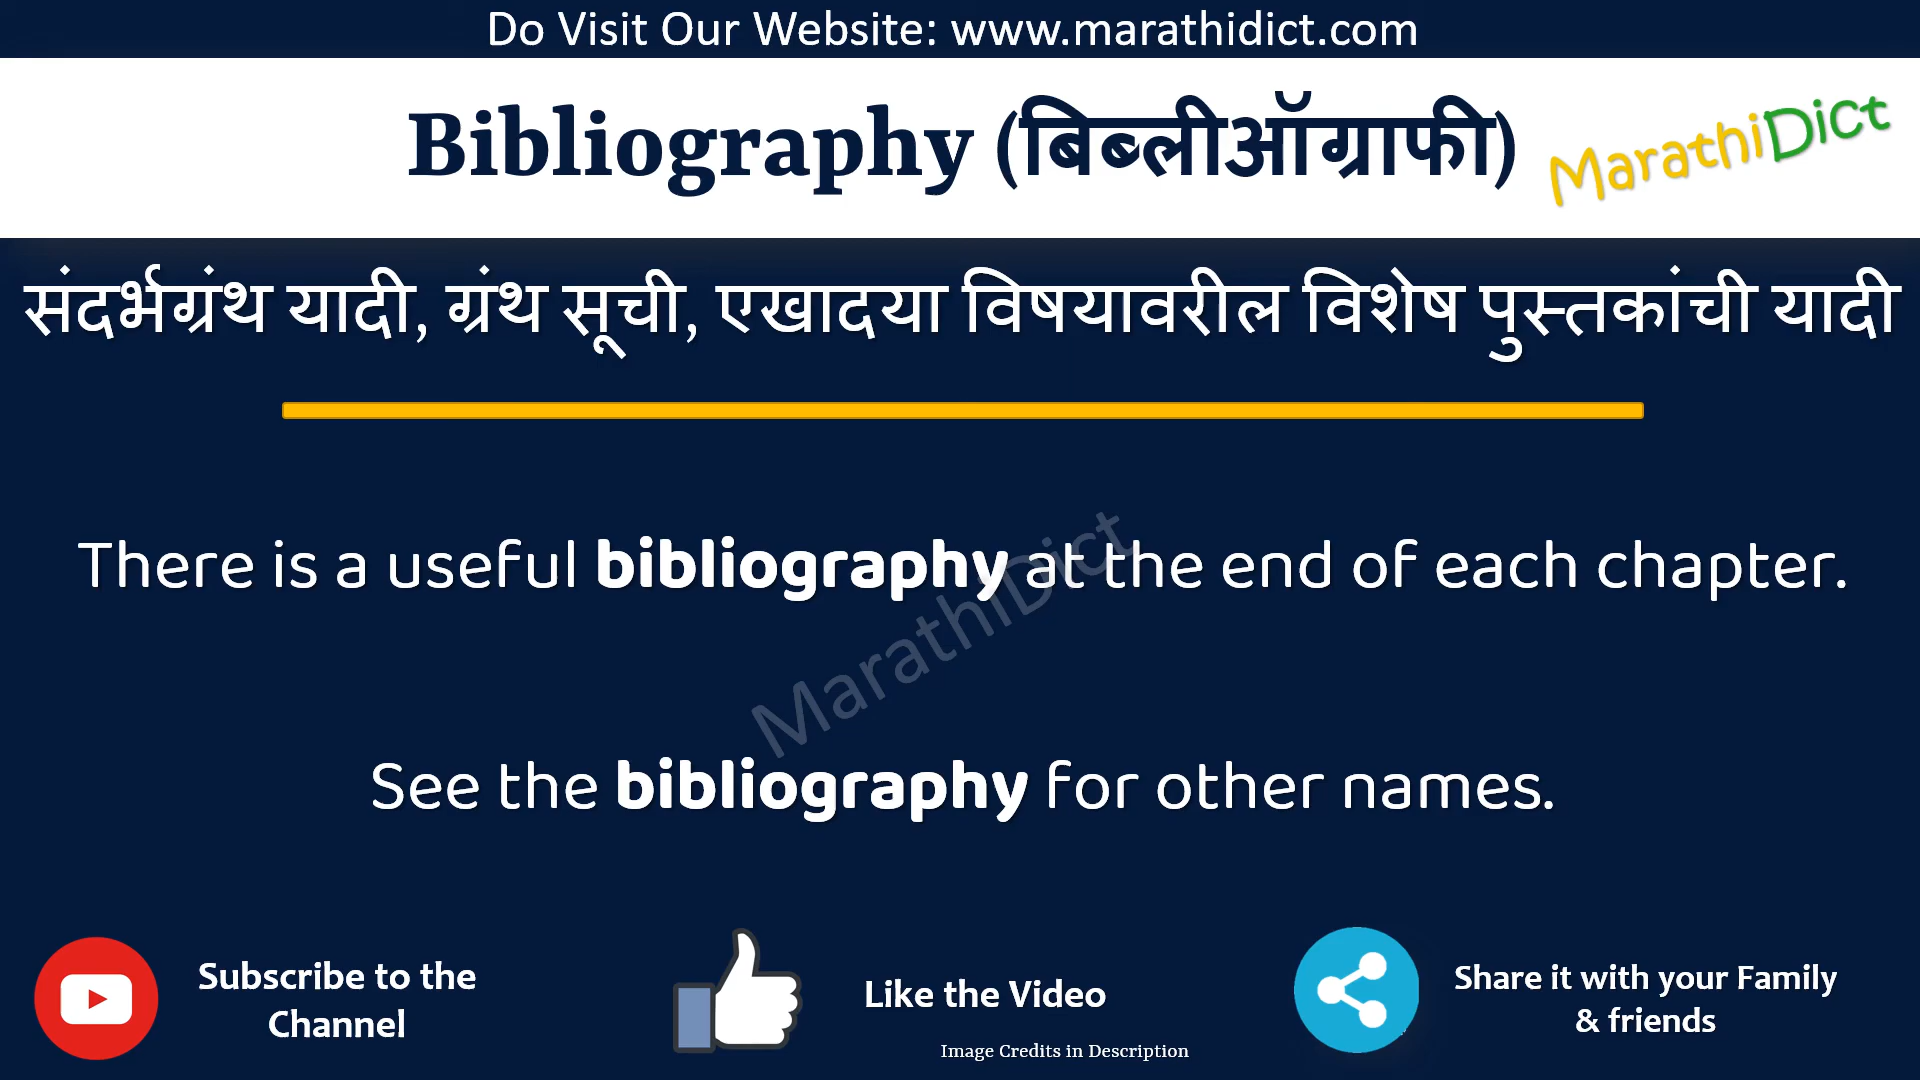 Do Visit Our Website: www.marathidict.com
Bibliography (बिब्लीऑग्राफी)
MarathiDict
संदर्भग्रंथ यादी, ग्रंथ सूची, एखादया विषयावरील विशेष पुस्तकांची यादी
There is a useful bibliography at the end of each chapter.
MarathiDict
See the bibliography for other names.
Subscribe to the
Channel
Like the Video
Share it with your Family
& friends
Image Credits in Description